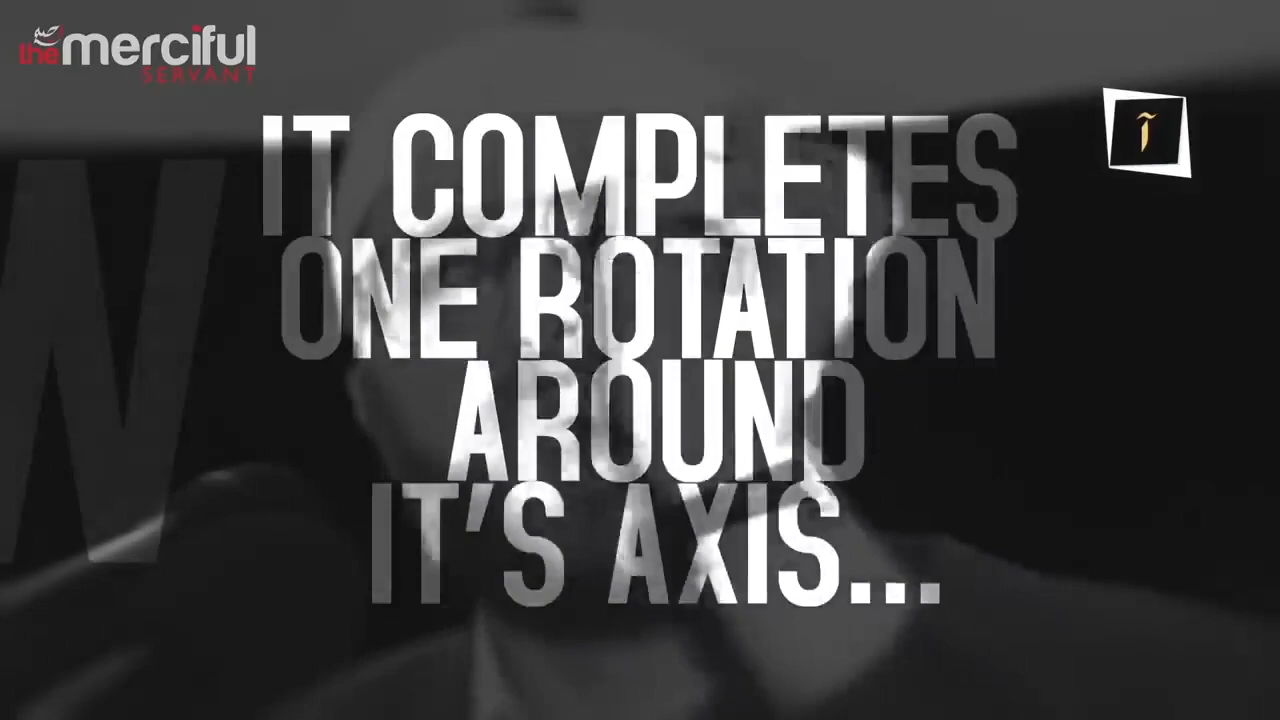 the merciful
SERVANT
IT COMPLETES
ONE ROTATION
AROUND
IT'S AXIS...